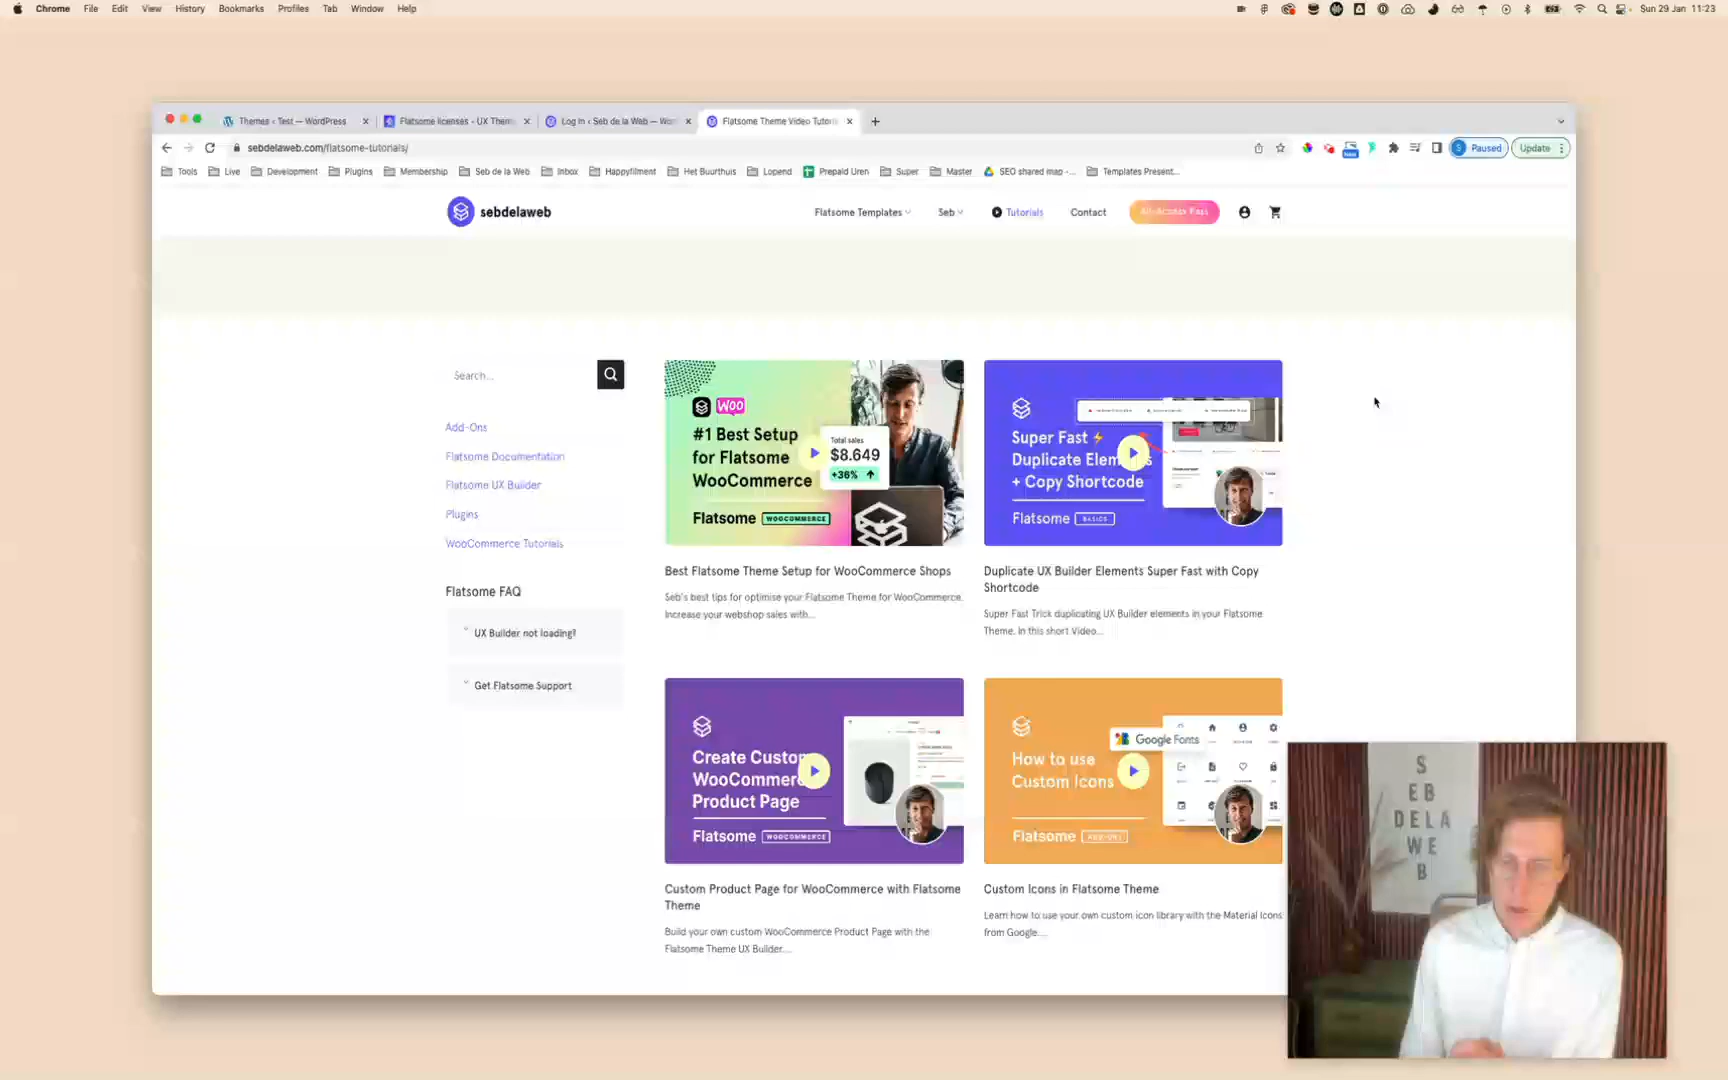 Chrome File Edit View History Bookmarks Profiles Tab Window Help
Sun 29 Jan 11:23
Themes ‹ Test — WordPress
Flatsome licenses - UX Them
Log In ‹ Seb de la Web — Wor
Flatsome Theme Video Tutori
sebdelaweb.com/flatsome-tutorials/
Paused
Update
Tools Live Development Plugins Membership Seb de la Web Inbox Happyfilment Het Buurthuis Lopend Prepaid Uren Super Master SEO shared map -... Templates Present...
New
sebdelaweb
Flatsome Templates Seb Tutorials Contact All-Access Pass
Search...
Add-Ons
Flatsome Documentation
Flatsome UX Builder
Plugins
WooCommerce Tutorials
Flatsome FAQ
UX Builder not loading?
Get Flatsome Support
Woo
#1 Best Setup
for Flatsome
WooCommerce
Total sales
$8.649
+36%
Flatsome WOOCOMMERCE
Best Flatsome Theme Setup for WooCommerce Shops
Seb's best tips for optimise your Flatsome Theme for WooCommerce.
Increase your webshop sales with...
Super Fast⚡
Duplicate Elements
+ Copy Shortcode
Flatsome BASICS
Duplicate UX Builder Elements Super Fast with Copy
Shortcode
Super Fast Trick duplicating UX Builder elements in your Flatsome
Theme. In this short Video...
Create Custom
WooCommerce
Product Page
Flatsome WOOCOMMERCE
Custom Product Page for WooCommerce with Flatsome
Theme
Build your own custom WooCommerce Product Page with the
Flatsome Theme UX Builder....
Google Fonts
How to use
Custom Icons
Flatsome ADD-ONS
Custom Icons in Flatsome Theme
Learn how to use your own custom icon library with the Material Icons
from Google....
S
EB
DELA
WE
B